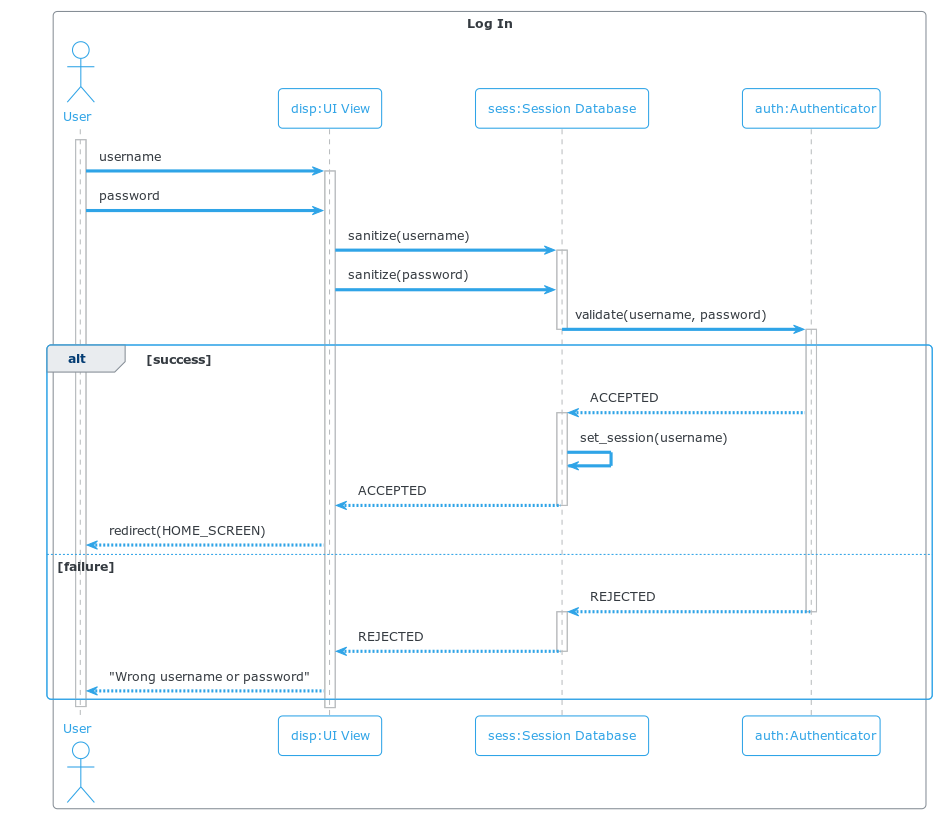 Log In
User
disp:UI View
sess:Session Database
auth:Authenticator
username
password
sanitize(username)
sanitize(password)
validate(username, password)
alt
[success]
ACCEPTED
set_session(username)
ACCEPTED
redirect(HOME_SCREEN)
[failure]
REJECTED
REJECTED
"Wrong username or password"
User
disp:UI View
sess:Session Database
auth:Authenticator